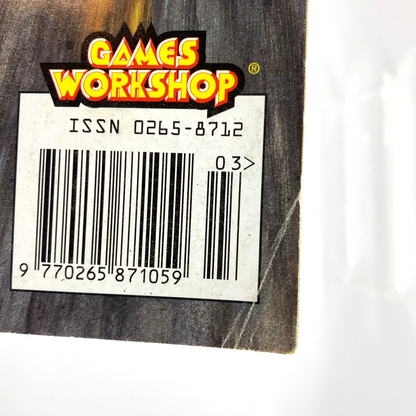 GAMES
WORKSHOP®
ISSN 0265-8712
03>
9 770265 871059